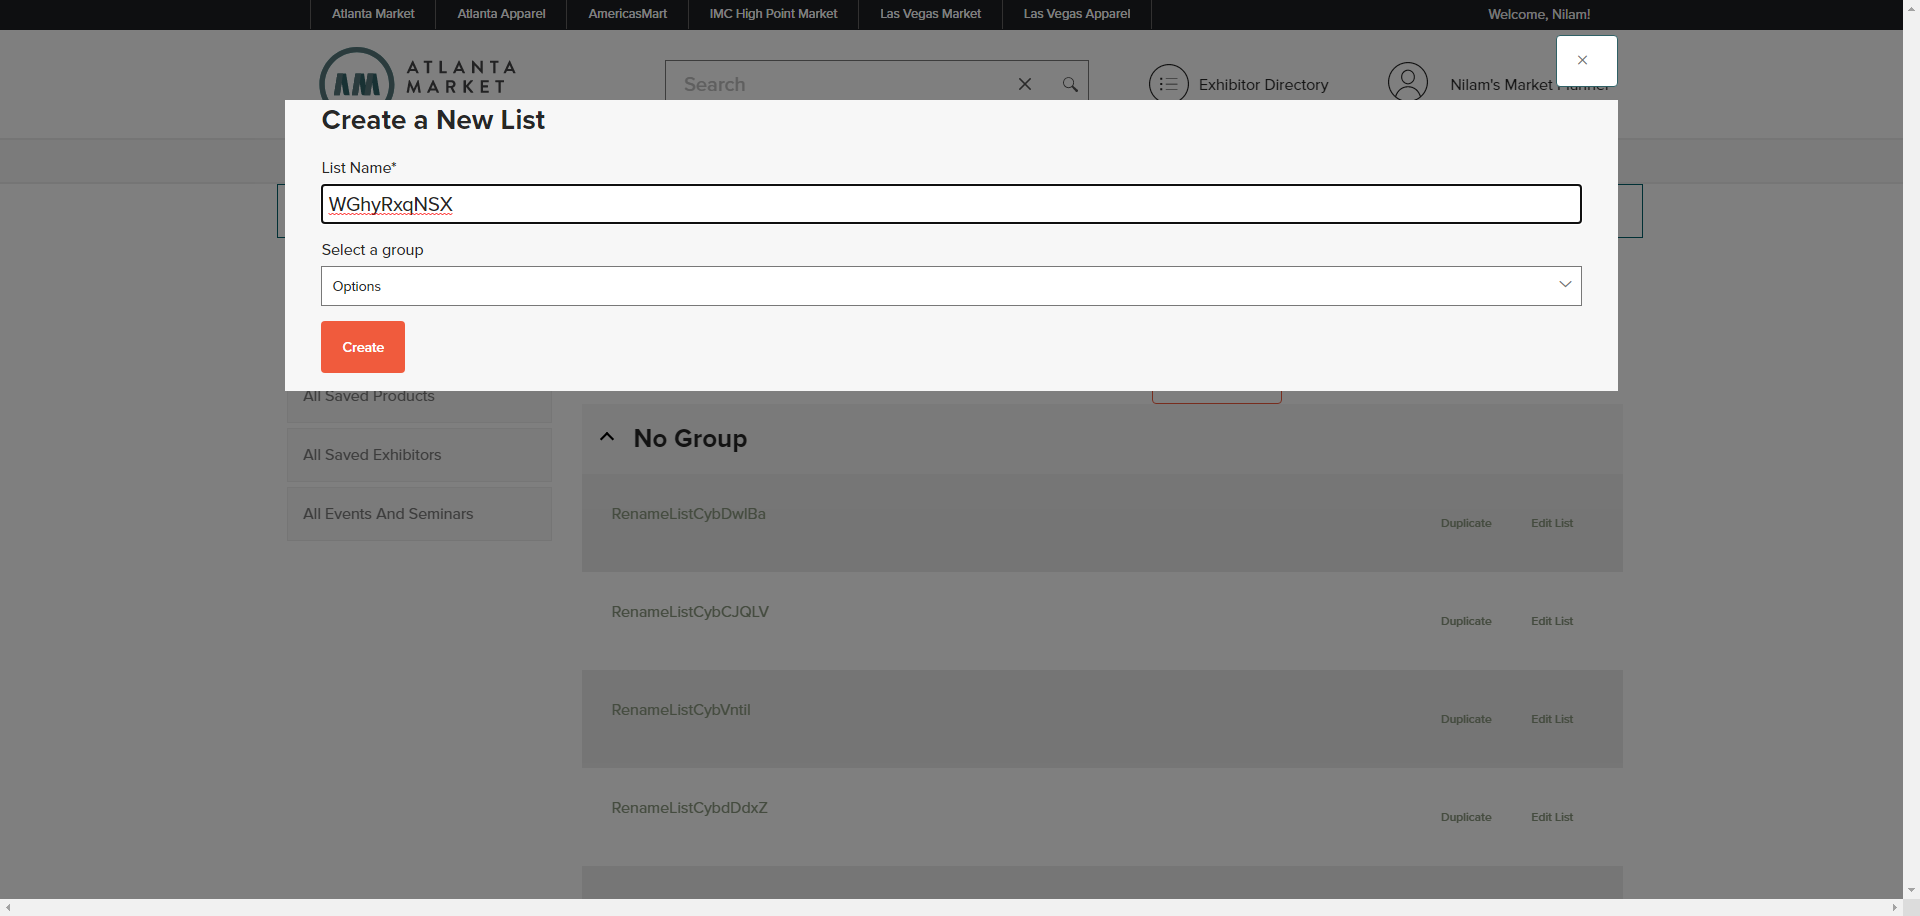 Atlanta Market
Atlanta Apparel
AmericasMart
IMC High Point Market
Las Vegas Market
Las Vegas Apparel
Welcome, Nilam!
AM
ATLANTA
MARKET
Search
Exhibitor Directory
Nilam's Market Planner
Create a New List
List Name*
WGhyRxqNSX
Select a group
Options
Create
All Saved Products
All Saved Exhibitors
All Events And Seminars
No Group
RenameListCybDwlBa
Duplicate
Edit List
RenameListCybCJQLV
Duplicate
Edit List
RenameListCybVntil
Duplicate
Edit List
RenameListCybdDdxZ
Duplicate
Edit List